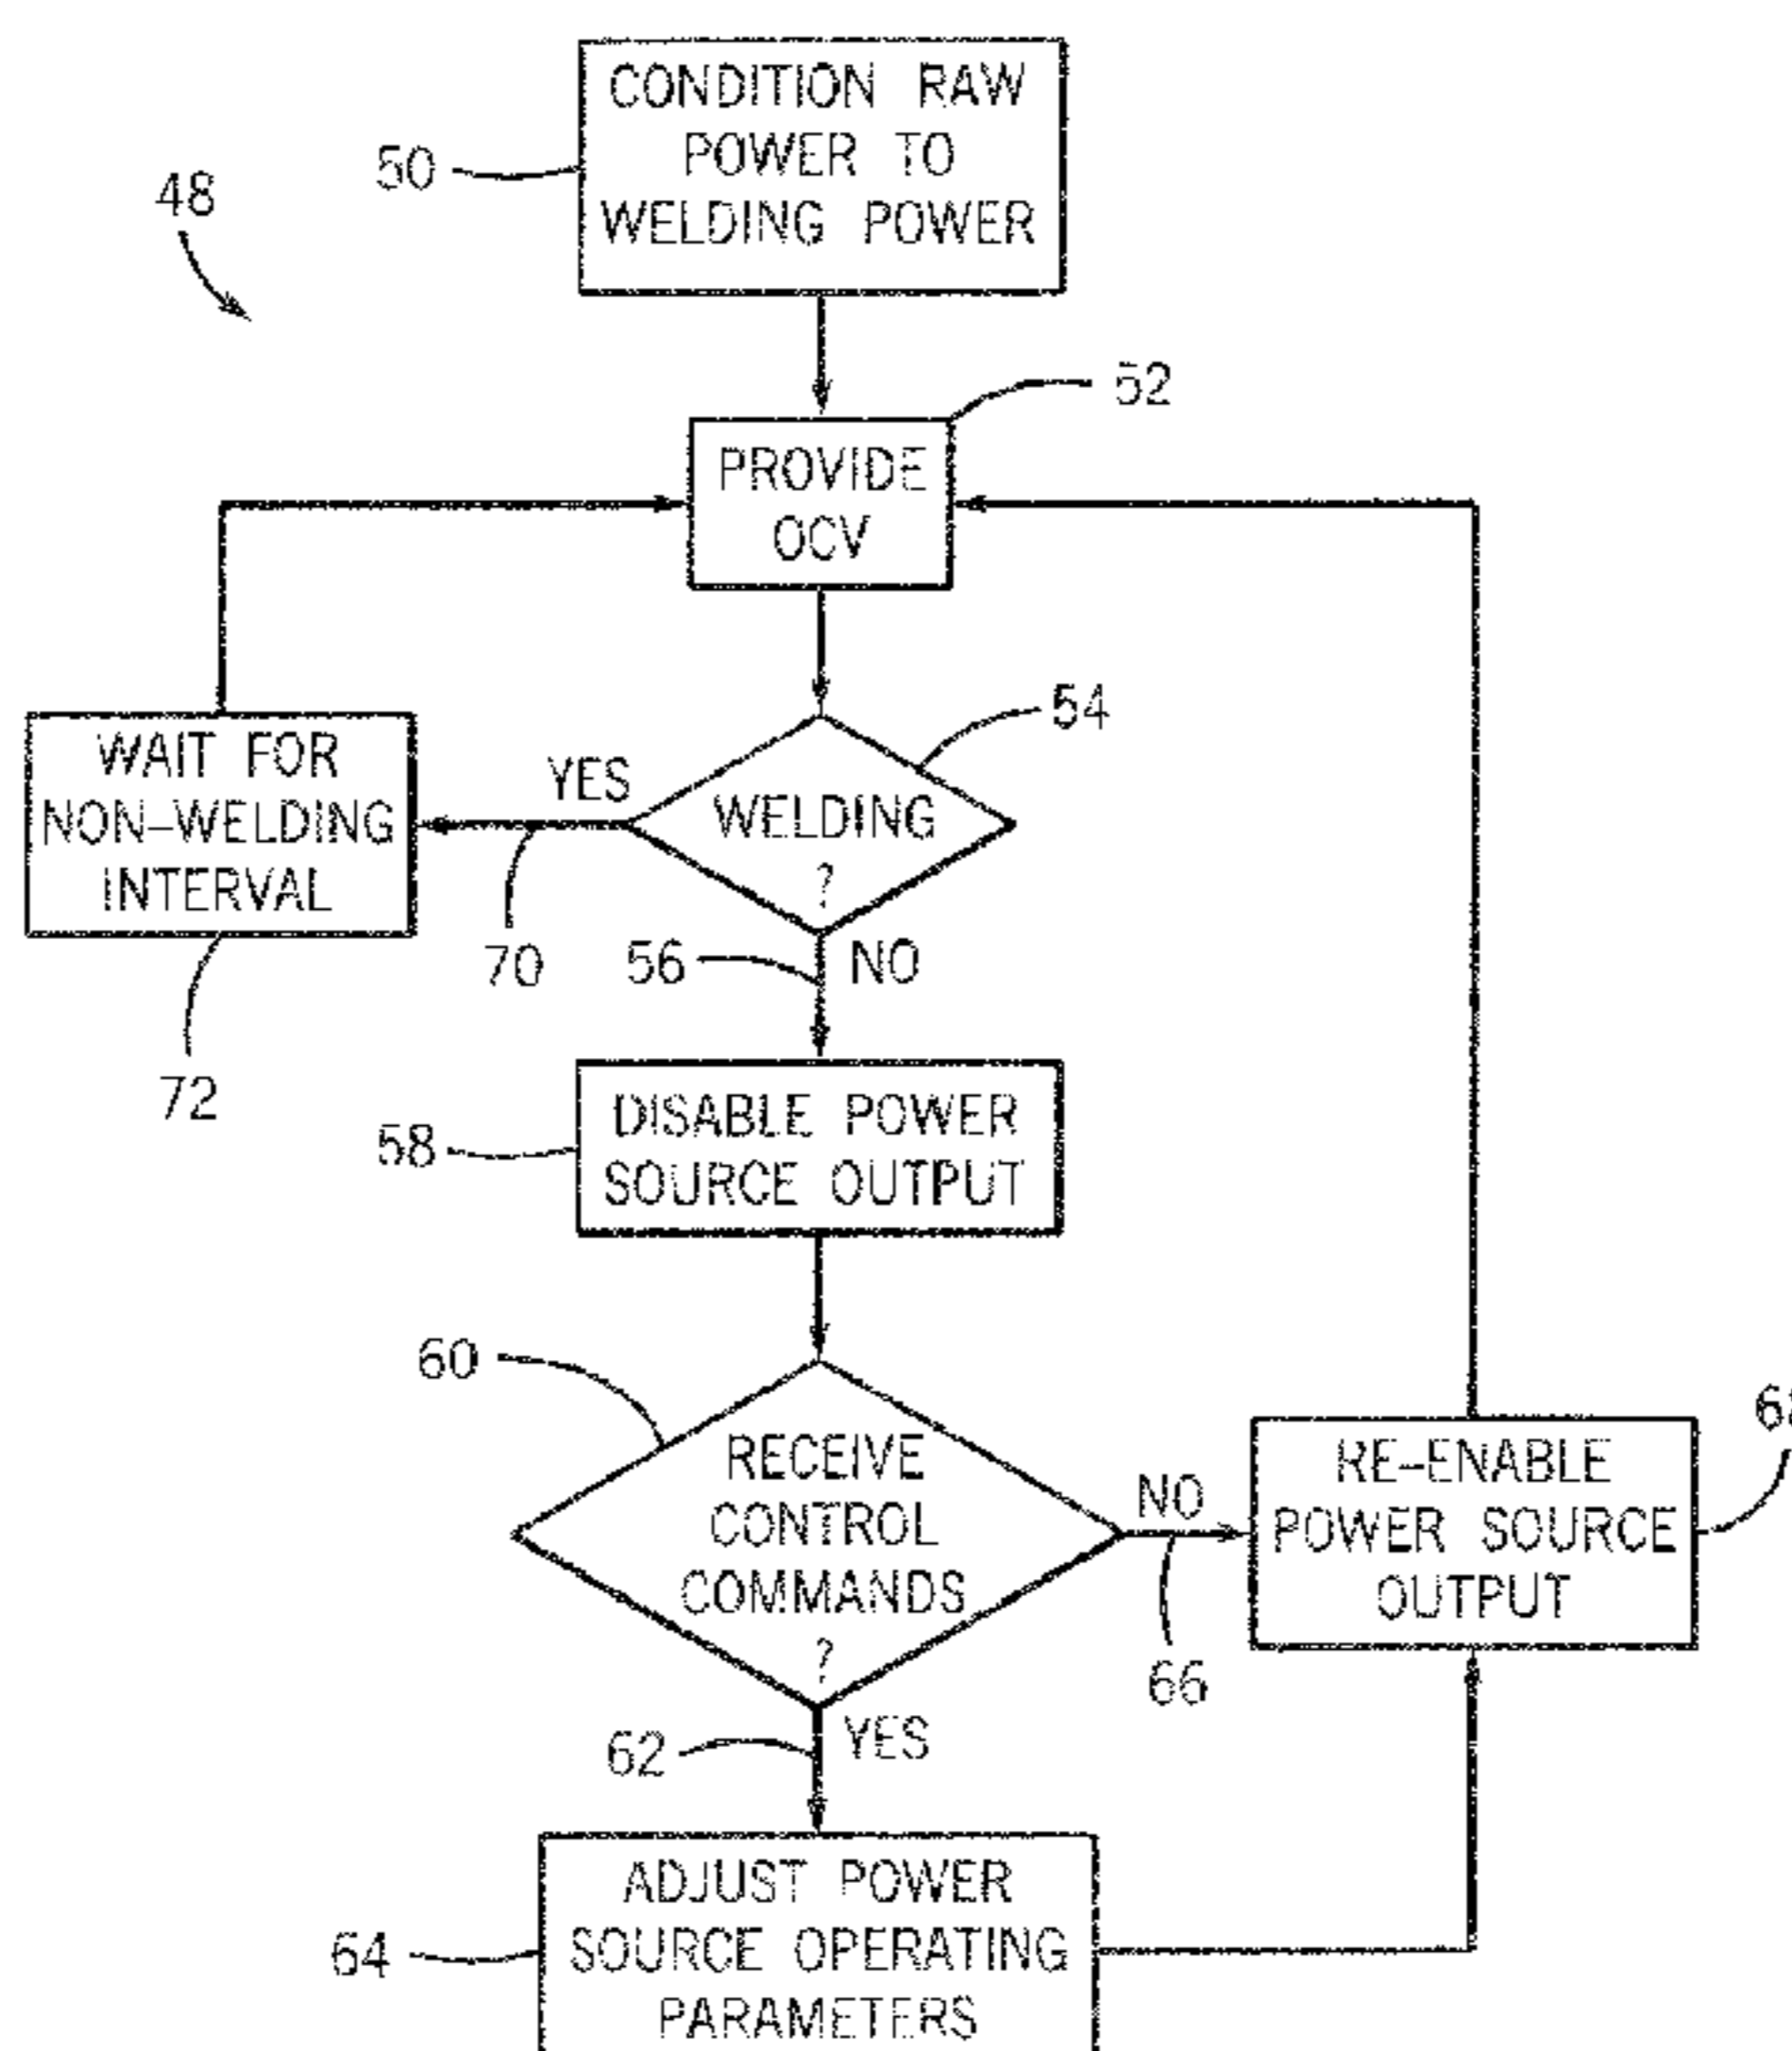 CONDITION RAW
POWER TO
WELDING POWER
50
48
52
PROVIDE
OCV
54
WAIT FOR
NON-WELDING
INTERVAL
YES
WELDING
?
70
56
NO
72
58
DISABLE POWER
SOURCE OUTPUT
60
RECEIVE
CONTROL
COMMANDS
?
NO
66
RE-ENABLE
POWER SOURCE
OUTPUT
62
YES
64
ADJUST POWER
SOURCE OPERATING
PARAMETERS